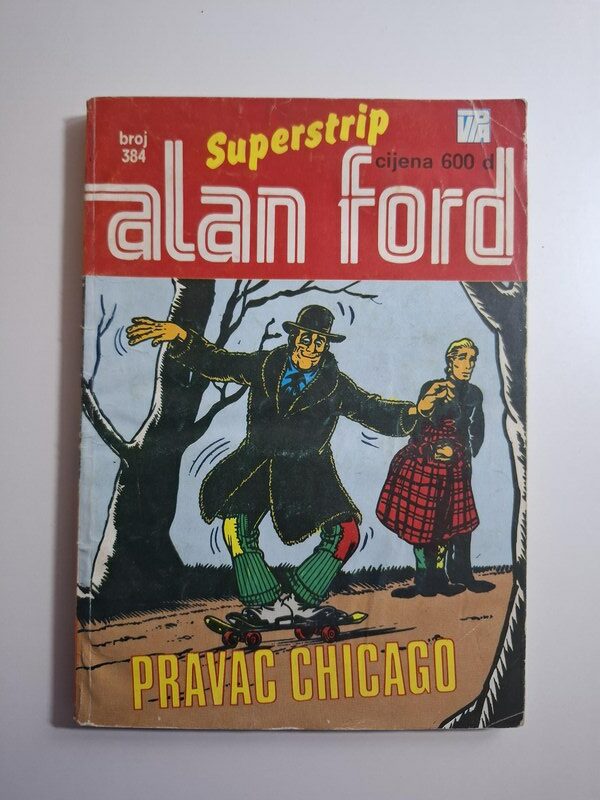 broj
384
Superstrip
VPA
cijena 600 d
alan ford
PRAVAC CHICAGO